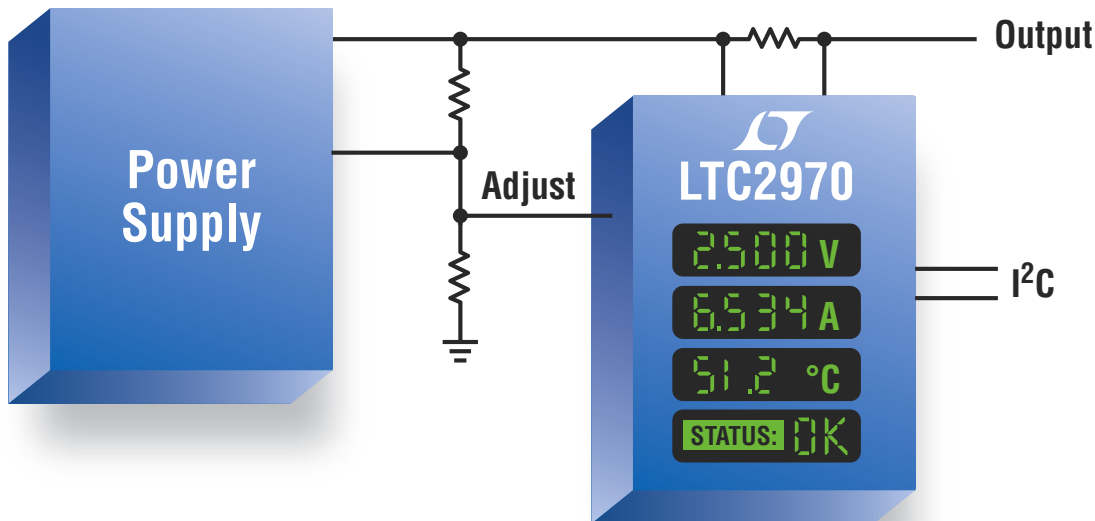 Power
Supply
Output
Adjust
LTC2970
2.500 V
6.534 A
51.2 °C
STATUS: OK
I²C